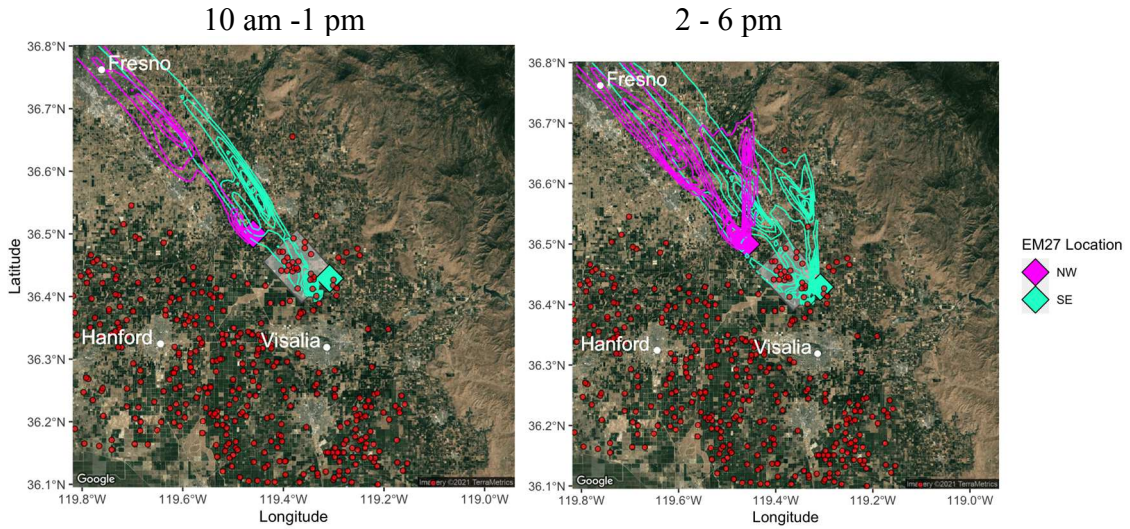 10 am -1 pm
2 - 6 pm
36.8°N
36.7°N
36.6°N
36.5°N
36.4°N
36.3°N
36.2°N
36.1°N
Latitude
Fresno
Hanford
Visalia
Google
Imagery ©2021 TerraMetrics
119.8°W 119.6°W 119.4°W 119.2°W 119.0°W
Longitude
36.8°N
36.7°N
36.6°N
36.5°N
36.4°N
36.3°N
36.2°N
36.1°N
Fresno
Hanford
Visalia
Google
Imagery ©2021 TerraMetrics
119.8°W 119.6°W 119.4°W 119.2°W 119.0°W
Longitude
EM27 Location
NW
SE